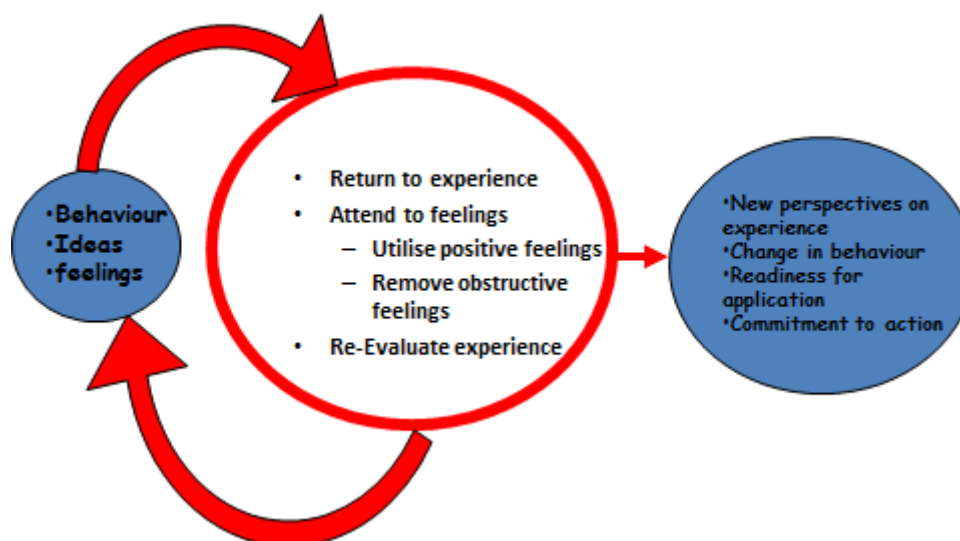 •Behaviour
•Ideas
•feelings
• Return to experience
• Attend to feelings
– Utilise positive feelings
– Remove obstructive
feelings
• Re-Evaluate experience
•New perspectives on
experience
•Change in behaviour
•Readiness for
application
•Commitment to action